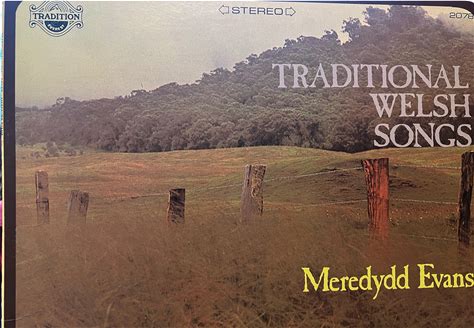 TRADITION
STEREO
2078
TRADITIONAL
WELSH
SONGS
Meredydd Evans